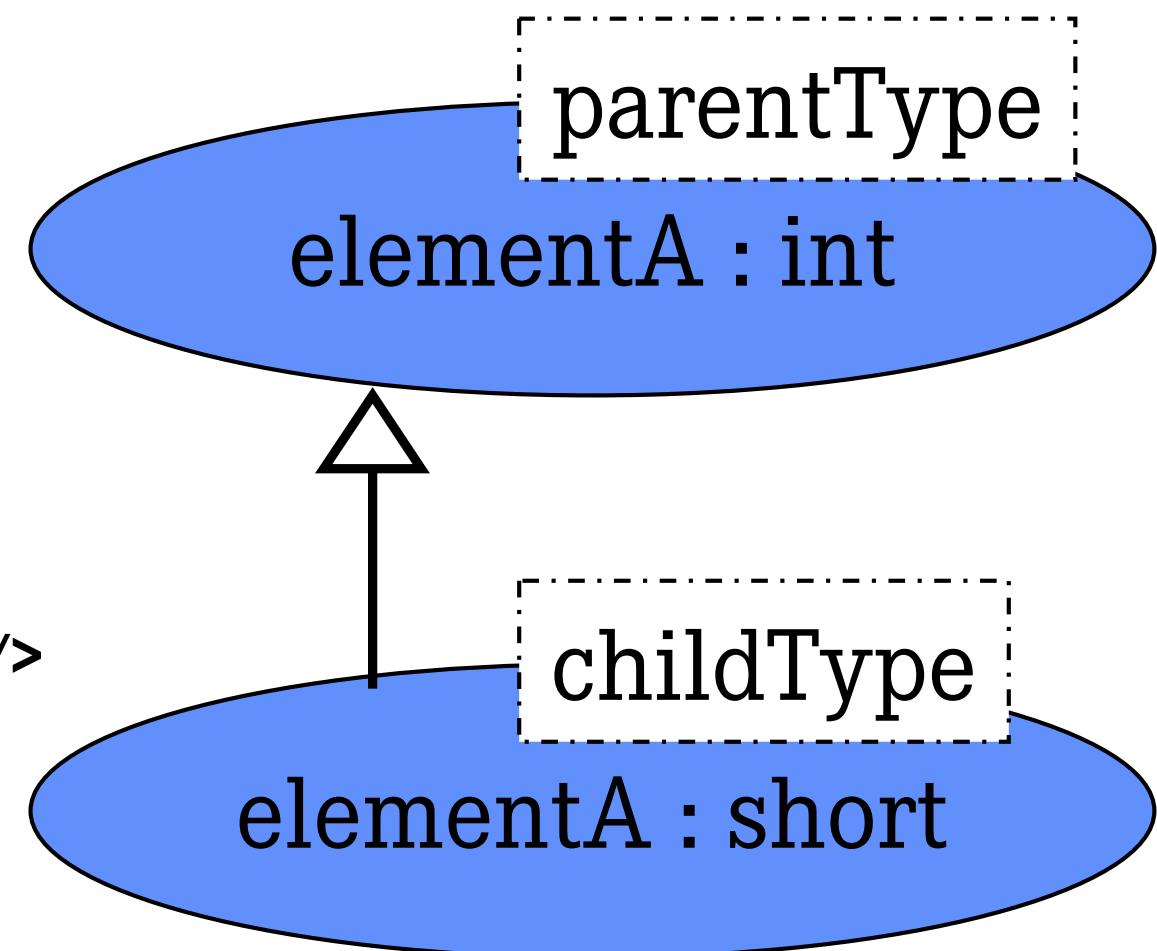 parentType
elementA : int
/>
childType
elementA : short